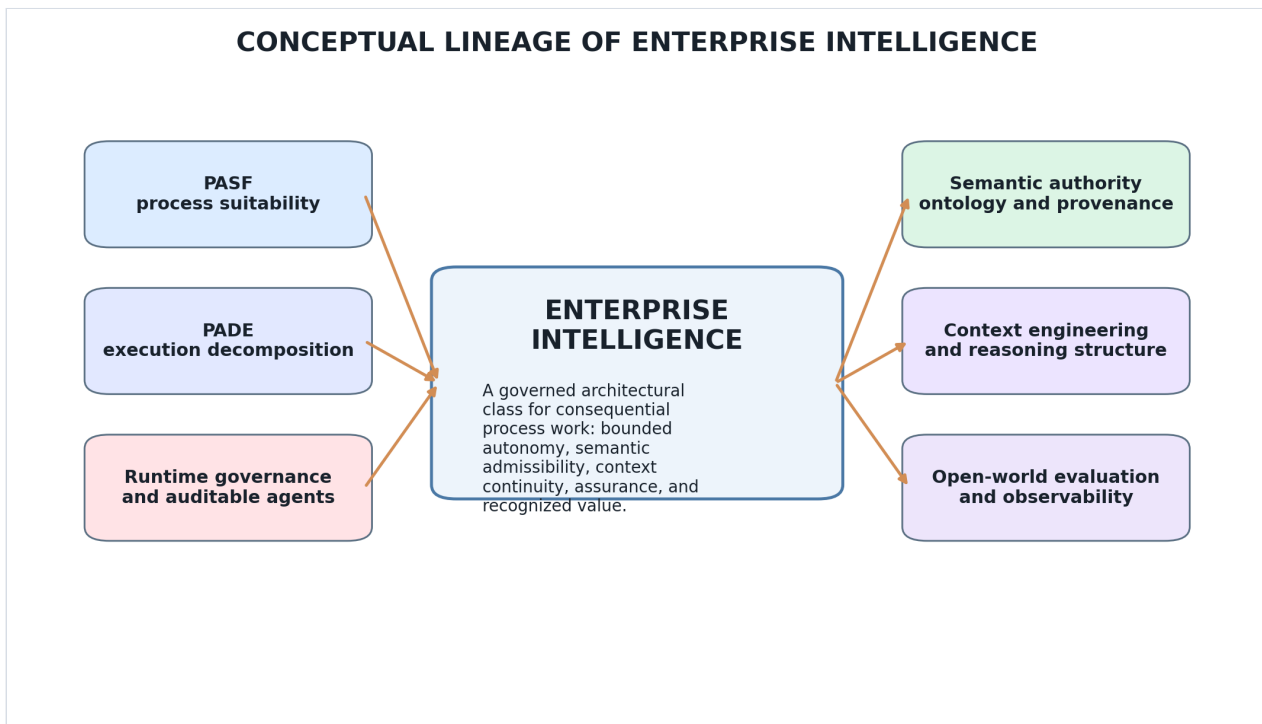 CONCEPTUAL LINEAGE OF ENTERPRISE INTELLIGENCE
PASF
process suitability
PADE
execution decomposition
Runtime governance
and auditable agents
ENTERPRISE
INTELLIGENCE
A governed architectural
class for consequential
process work: bounded
autonomy, semantic
admissibility, context
continuity, assurance, and
recognized value.
Semantic authority
ontology and provenance
Context engineering
and reasoning structure
Open-world evaluation
and observability